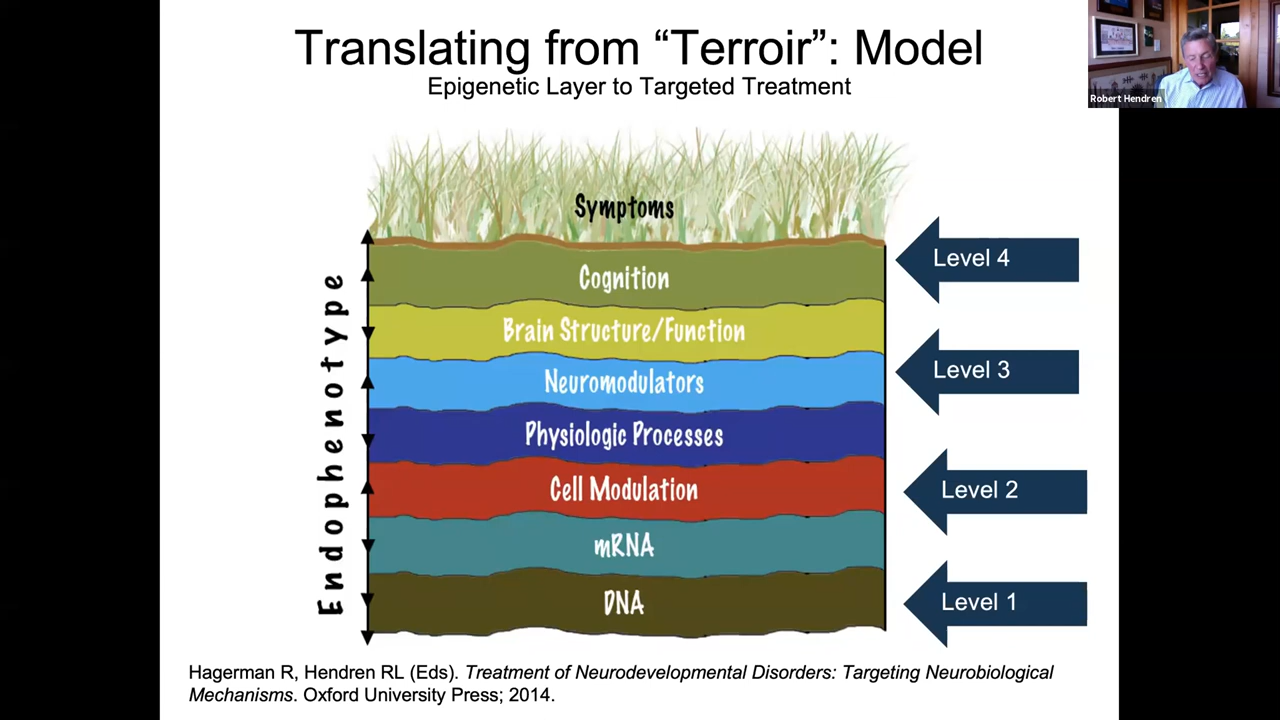 Translating from “Terroir”: Model
Epigenetic Layer to Targeted Treatment
Robert Hendren
Symptoms
Cognition
Brain Structure/Function
Neuromodulators
Physiologic Processes
Cell Modulation
mRNA
DNA
Endophenotype
Level 4
Level 3
Level 2
Level 1
Hagerman R, Hendren RL (Eds). Treatment of Neurodevelopmental Disorders: Targeting Neurobiological
Mechanisms. Oxford University Press; 2014.